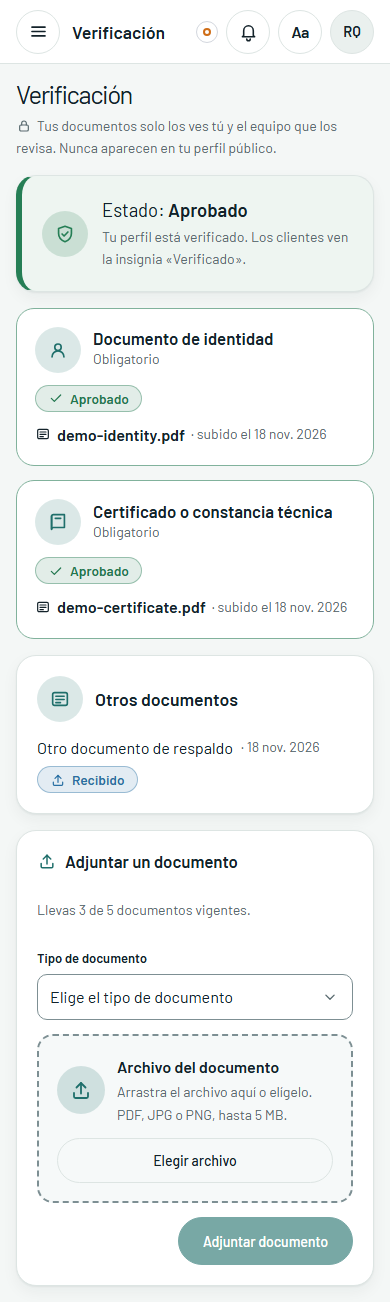 Verificación
Aa
RQ
Verificación
Tus documentos solo los ves tú y el equipo que los
revisa. Nunca aparecen en tu perfil público.
Estado: Aprobado
Tu perfil está verificado. Los clientes ven
la insignia «Verificado».
Documento de identidad
Obligatorio
Aprobado
demo-identity.pdf · subido el 18 nov. 2026
Certificado o constancia técnica
Obligatorio
Aprobado
demo-certificate.pdf · subido el 18 nov. 2026
Otros documentos
Otro documento de respaldo · 18 nov. 2026
Recibido
Adjuntar un documento
Llevas 3 de 5 documentos vigentes.
Tipo de documento
Elige el tipo de documento
Archivo del documento
Arrastra el archivo aquí o elígelo.
PDF, JPG o PNG, hasta 5 MB.
Elegir archivo
Adjuntar documento